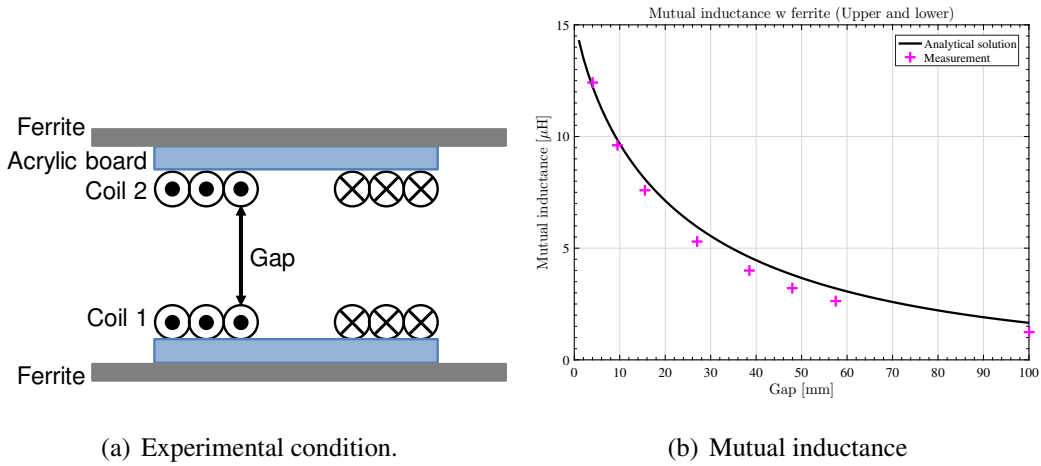 Ferrite
Acrylic board
Coil 2
Gap
Coil 1
Ferrite
(a) Experimental condition.
Mutual inductance w ferrite (Upper and lower)
Analytical solution
Measurement
Mutual inductance [μH]
15
10
5
0
0 10 20 30 40 50 60 70 80 90 100
Gap [mm]
(b) Mutual inductance